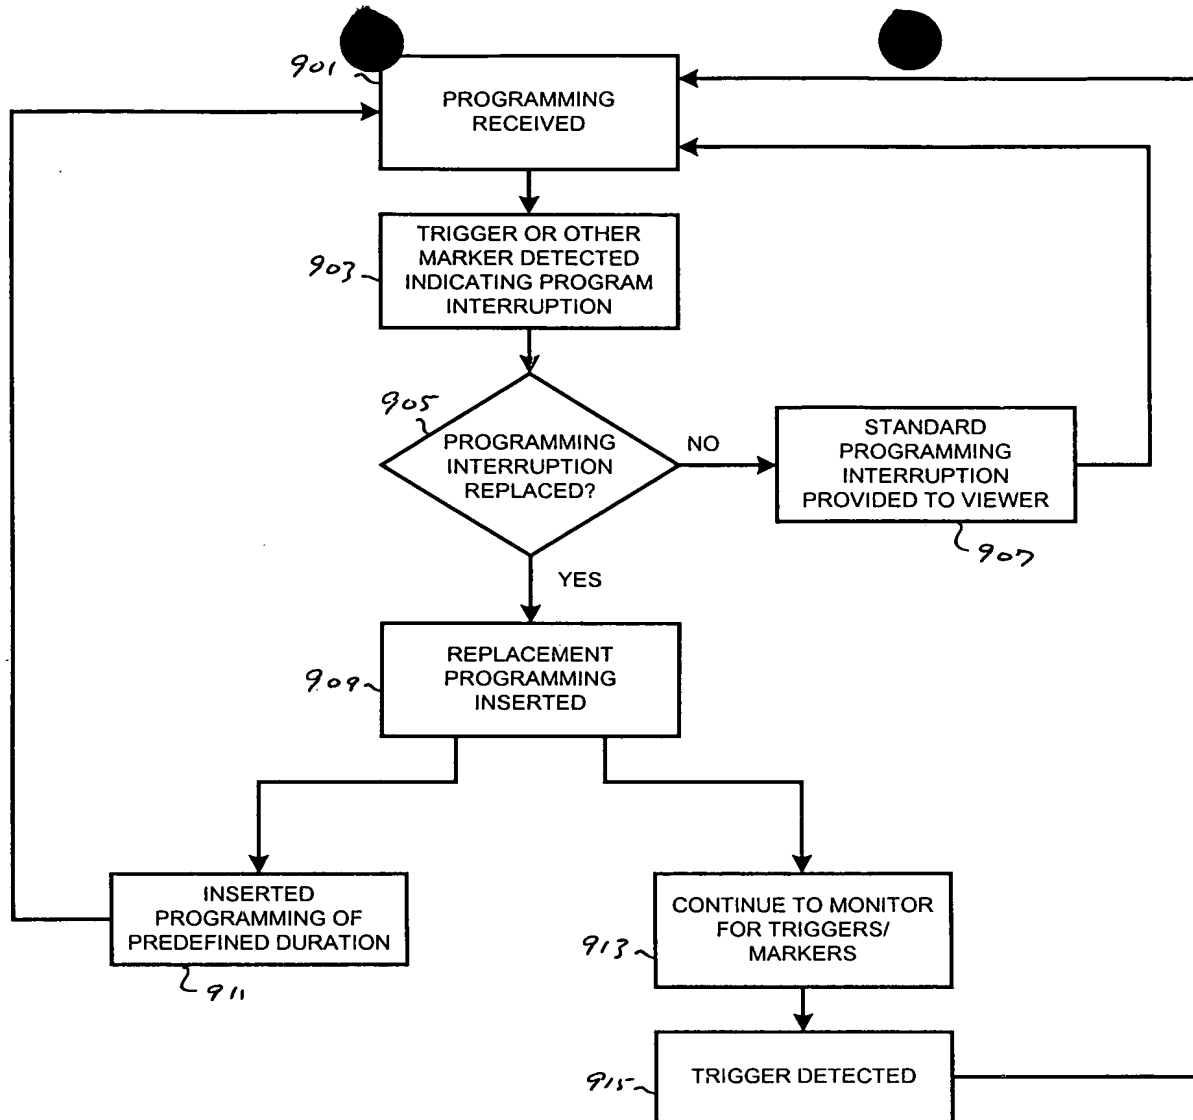 901
PROGRAMMING
RECEIVED
903
TRIGGER OR OTHER
MARKER DETECTED
INDICATING PROGRAM
INTERRUPTION
905
PROGRAMMING
INTERRUPTION
REPLACED?
NO
STANDARD
PROGRAMMING
INTERRUPTION
PROVIDED TO VIEWER
907
YES
909
REPLACEMENT
PROGRAMMING
INSERTED
INSERTED
PROGRAMMING OF
PREDEFINED DURATION
911
CONTINUE TO MONITOR
FOR TRIGGERS/
MARKERS
913
915
TRIGGER DETECTED